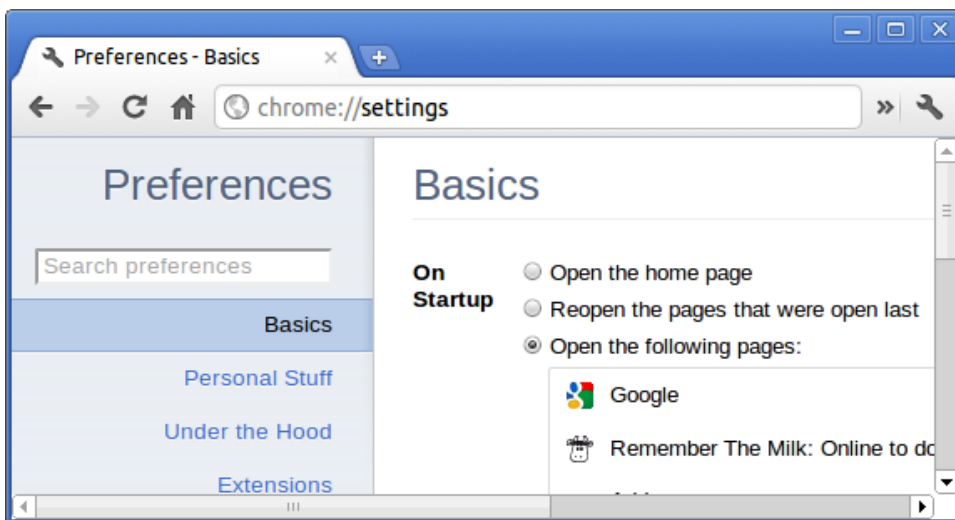 Preferences - Basics
chrome://settings
Preferences
Search preferences
Basics
Personal Stuff
Under the Hood
Extensions
Basics
On
Startup
Open the home page
Reopen the pages that were open last
Open the following pages:
Google
Remember The Milk: Online to do